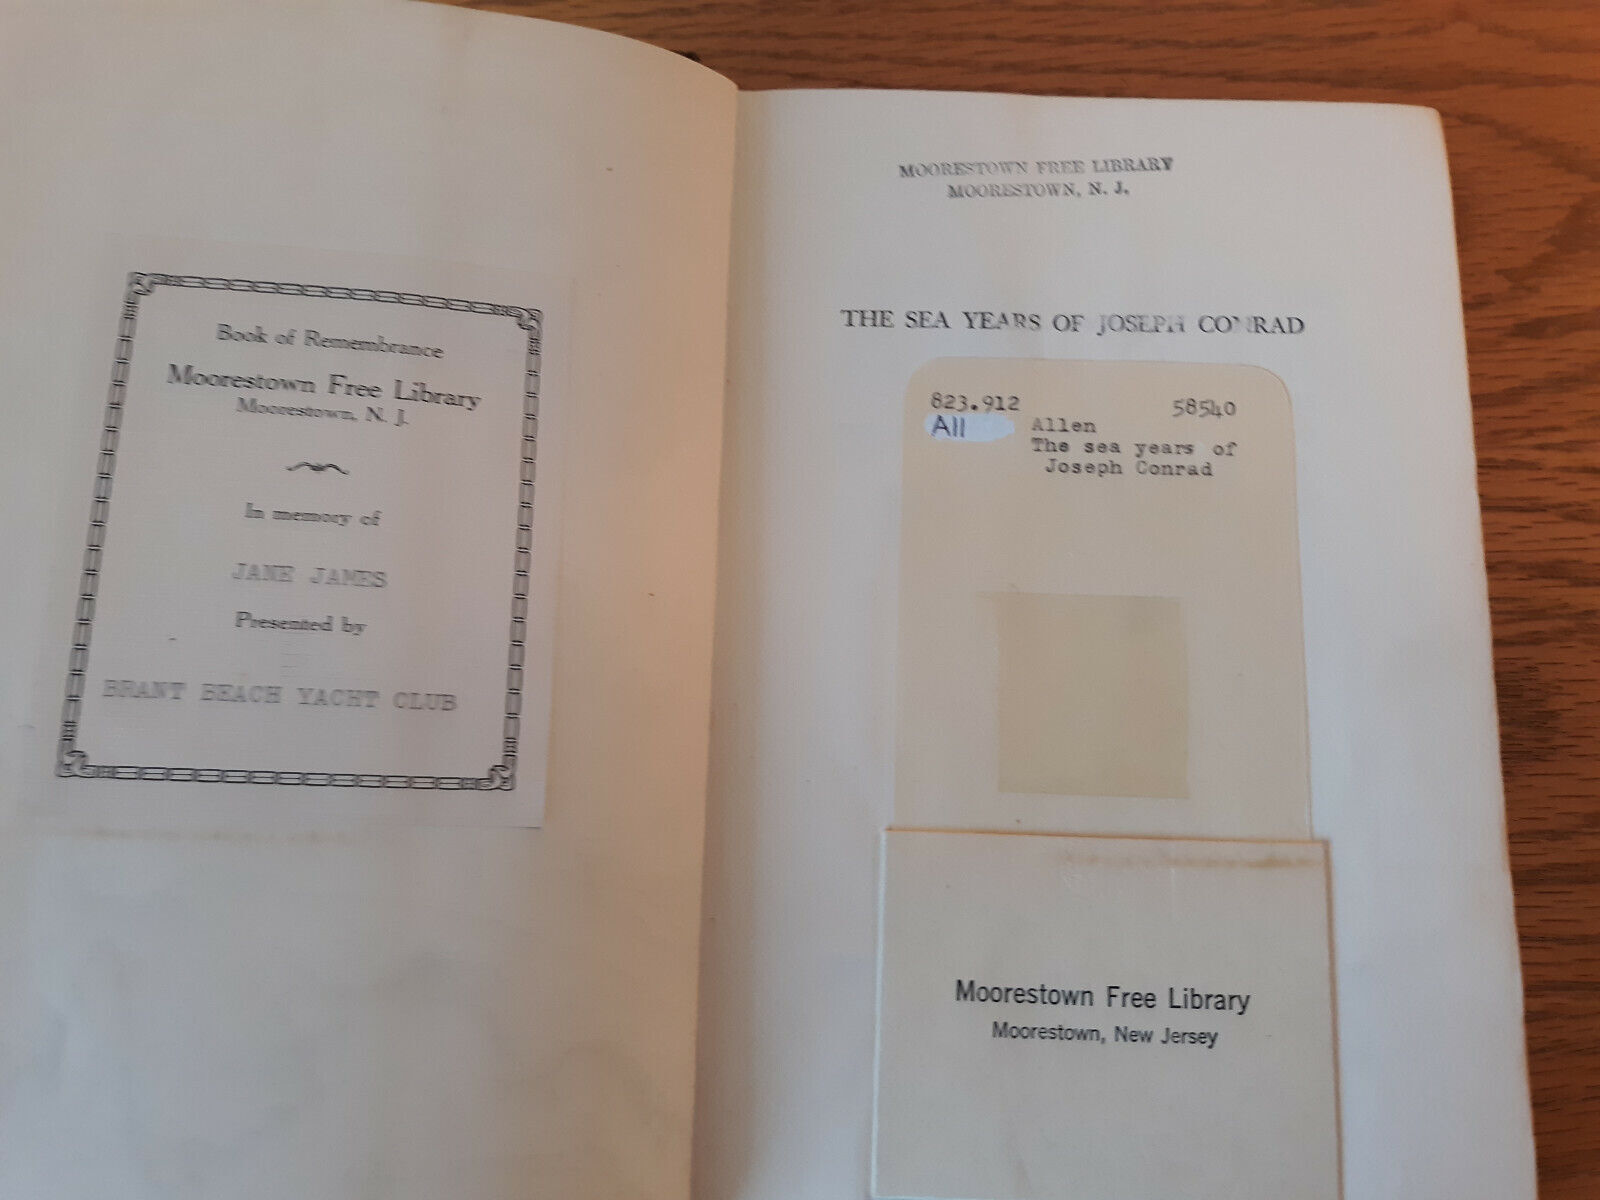 Book of Remembrance
Moorestown Free Library
Moorestown, N. J.
In memory of
JANE JAMES
Presented by
BRANT BEACH YACHT CLUB
MOORESTOWN FREE LIBRARY
MOORESTOWN, N. J.
THE SEA YEARS OF JOSEPH CONRAD
823.912 58540
All Allen
The sea years of
Joseph Conrad
Moorestown Free Library
Moorestown, New Jersey